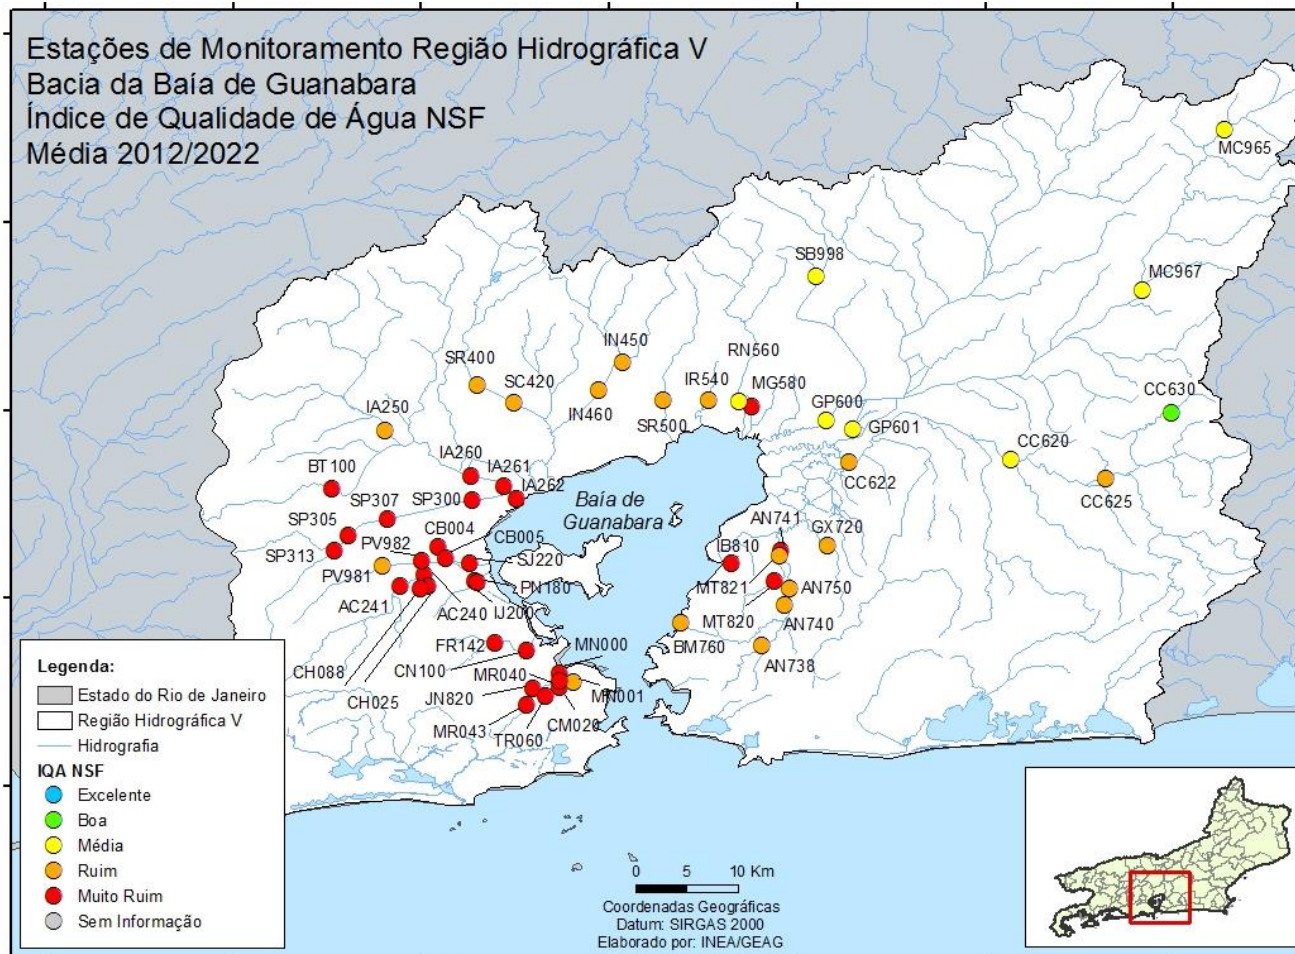 Estações de Monitoramento Região Hidrográfica V
Bacia da Baía de Guanabara
Índice de Qualidade de Água NSF
Média 2012/2022
MC965
SB998
MC967
IN450
RN560
SR400
SC420
IR540
MG580
CC630
IA250
IN460
SR500
GP600
GP601
CC620
IA260
IA261
BT100
IA262
CC622
CC625
SP307
SP300
Baía de
Guanabara
SP305
CB004
AN741
GX720
PV982
CB005
SP313
SJ220
IB810
PV981
PN180
MT821
AN750
AC241
AC240
IJ200
MT820
AN740
FR142
MN000
BM760
AN738
CH088
CN100
MR040
CH025
JN820
MN001
MR043
TR060
CM020
Legenda:
Estado do Rio de Janeiro
Região Hidrográfica V
Hidrografia
IQA NSF
Excelente
Boa
Média
Ruim
Muito Ruim
Sem Informação
0 5 10 Km
Coordenadas Geográficas
Datum: SIRGAS 2000
Elaborado por: INEA/GEAG